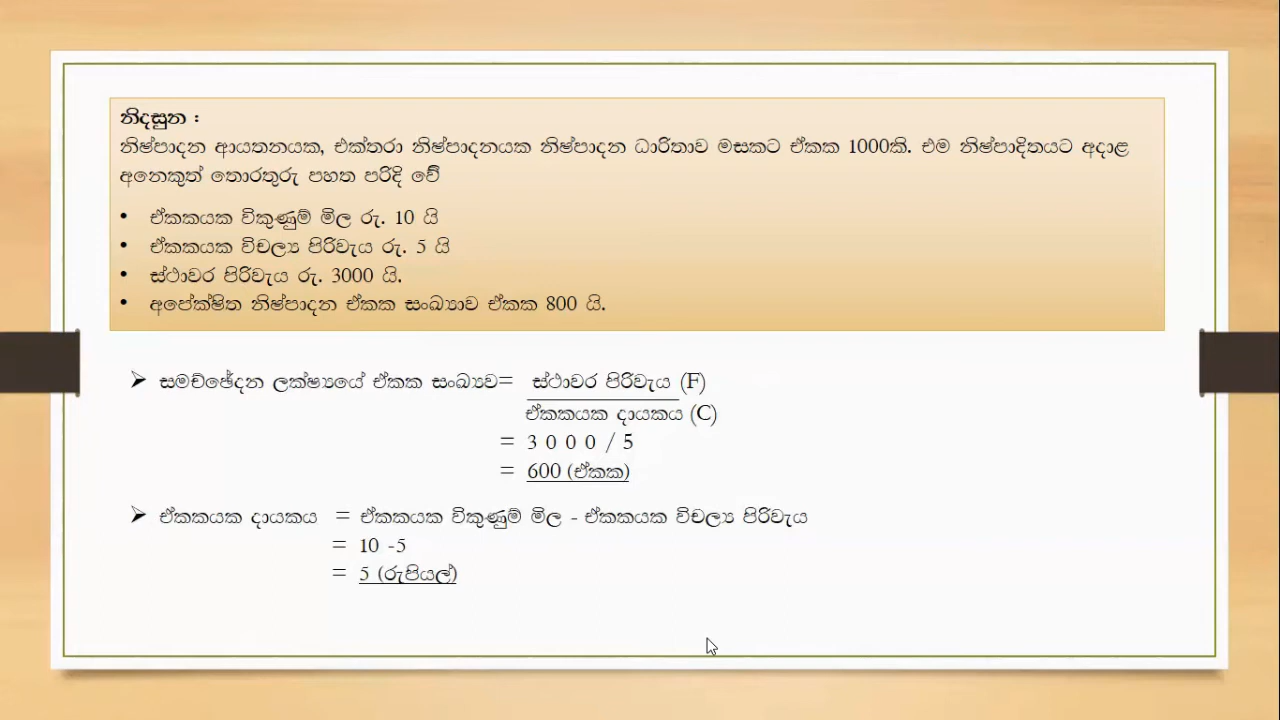 නිදසුන :
නිෂ්පාදන ආයතනයක, එක්තරා නිෂ්පාදනයක නිෂ්පාදන ධාරිතාව මසකට ඒකක 1000කි. එම නිෂ්පාදිතයට අදාළ
අනෙකුත් තොරතුරු පහත පරිදි වේ
• ඒකකයක විකුණුම් මිල රු. 10 යි
• ඒකකයක විචල්‍ය පිරිවැය රු. 5 යි
• ස්ථාවර පිරිවැය රු. 3000 යි.
• අපේක්ෂිත නිෂ්පාදන ඒකක සංඛ්‍යාව ඒකක 800 යි.
➢ සමච්ඡේදන ලක්ෂ්‍යයේ ඒකක සංඛ්‍යව= ස්ථාවර පිරිවැය (F)
ඒකකයක දායකය (C)
= 3 0 0 0 / 5
= 600 (ඒකක)
➢ ඒකකයක දායකය = ඒකකයක විකුණුම් මිල - ඒකකයක විචල්‍ය පිරිවැය
= 10 -5
= 5 (රුපියල්)